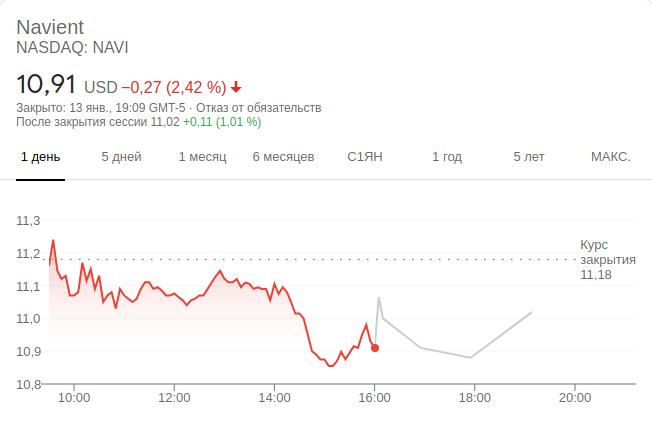 Navient
NASDAQ: NAVI
10,91 USD −0,27 (2,42 %)
Закрыто: 13 янв., 19:09 GMT-5 · Отказ от обязательств
После закрытия сессии 11,02 +0,11 (1,01 %)
1 день 5 дней 1 месяц 6 месяцев С1ЯН 1 год 5 лет МАКС.
11,3
11,2
11,1
11,0
10,9
10,8
Курс
закрытия
11,18
10:00 12:00 14:00 16:00 18:00 20:00